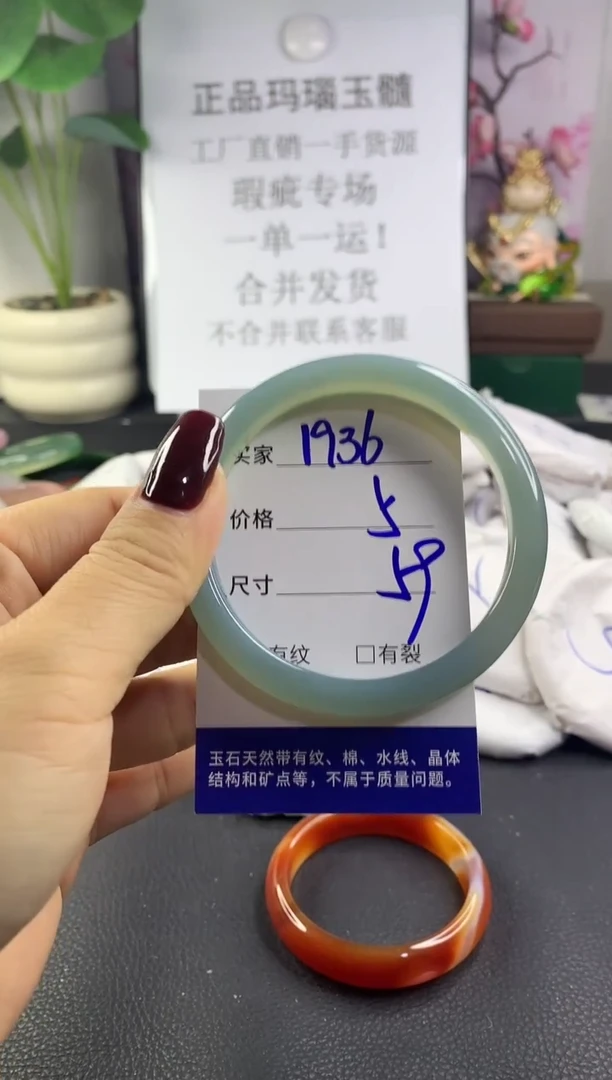 正品玛瑙玉髓
工厂直销一手货源
瑕疵专场
一单一运!
合并发货
不合并联系客服
买家 1936
价格 5
尺寸 59
有纹 □有裂
玉石天然带有纹、棉、水线、晶体
结构和矿点等，不属于质量问题。